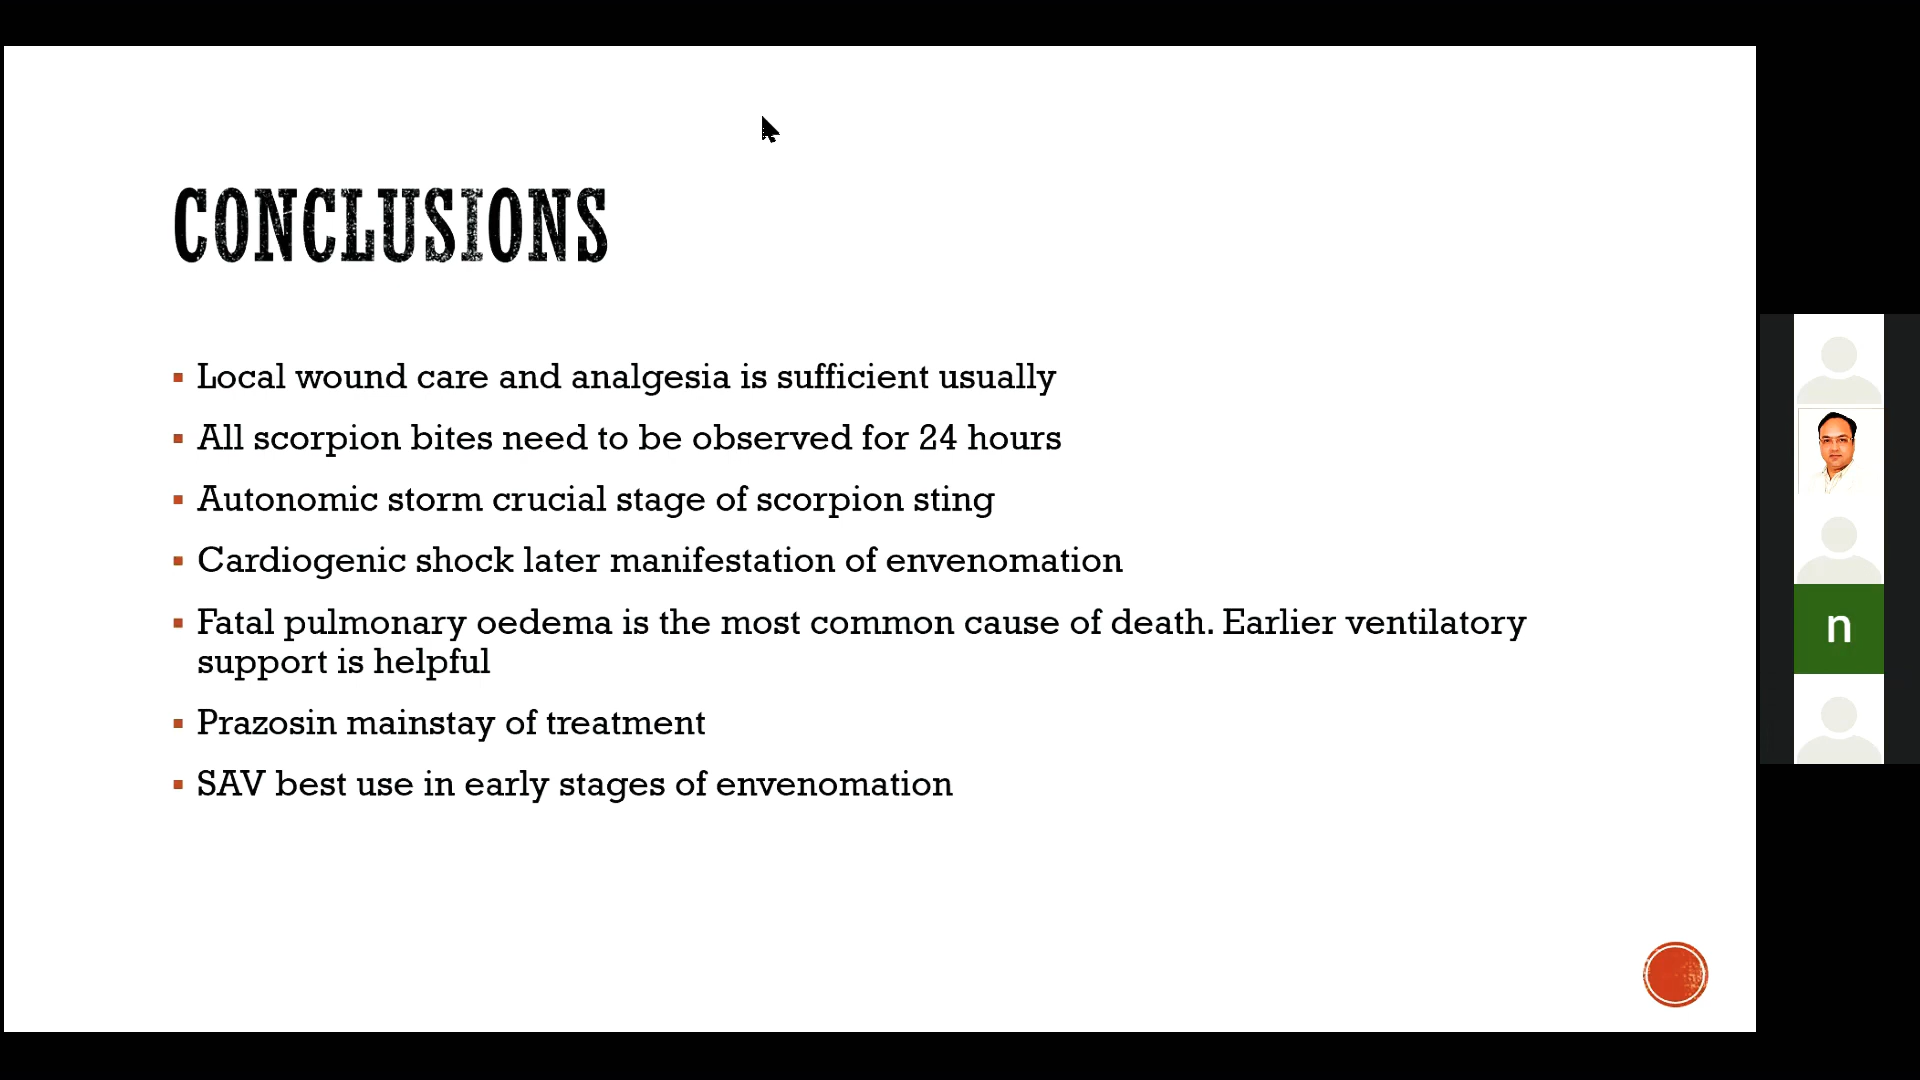 CONCLUSIONS
Local wound care and analgesia is sufficient usually
All scorpion bites need to be observed for 24 hours
Autonomic storm crucial stage of scorpion sting
Cardiogenic shock later manifestation of envenomation
Fatal pulmonary oedema is the most common cause of death. Earlier ventilatory
support is helpful
Prazosin mainstay of treatment
SAV best use in early stages of envenomation
n